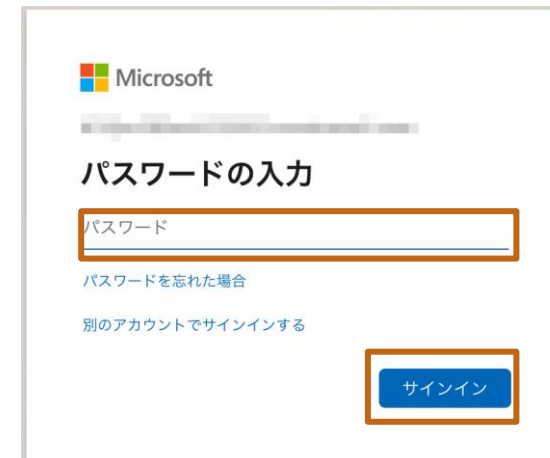 Microsoft
パスワードの入力
パスワード
パスワードを忘れた場合
別のアカウントでサインインする
サインイン